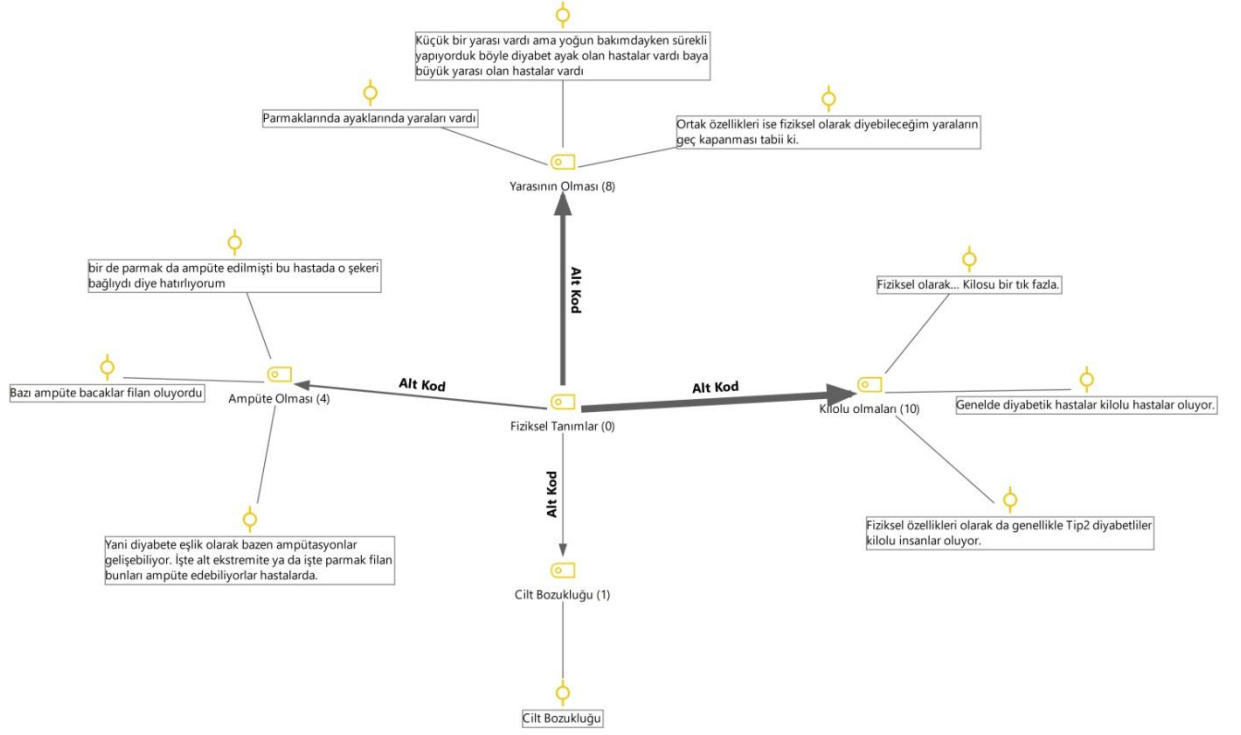 Küçük bir yarası vardı ama yoğun bakımdayken sürekli
yapıyorduk böyle diyabet ayak olan hastalar vardı baya
büyük yarası olan hastalar vardı
Parmaklarında ayaklarında yaraları vardı
Ortak özellikleri ise fiziksel olarak diyebileceğim yaraların
geç kapanması tabii ki.
Yarasının Olması (8)
Alt Kod
bir de parmak da ampüte edilmişti bu hastada o şekeri
bağlıydı diye hatırlıyorum
Bazı ampüte bacaklar filan oluyordu
Ampüte Olması (4)
Alt Kod
Yani diyabete eşlik olarak bazen ampütasyonlar
gelişebiliyor. İşte alt ekstremite ya da işte parmak filan
bunları ampüte edebiliyorlar hastalarda.
Fiziksel Tanımlar (0)
Alt Kod
Kilolu olmaları (10)
Fiziksel olarak... Kilosu bir tık fazla.
Genelde diyabetik hastalar kilolu hastalar oluyor.
Fiziksel özellikleri olarak da genellikle Tip2 diyabetliler
kilolu insanlar oluyor.
Alt Kod
Cilt Bozukluğu (1)
Cilt Bozukluğu